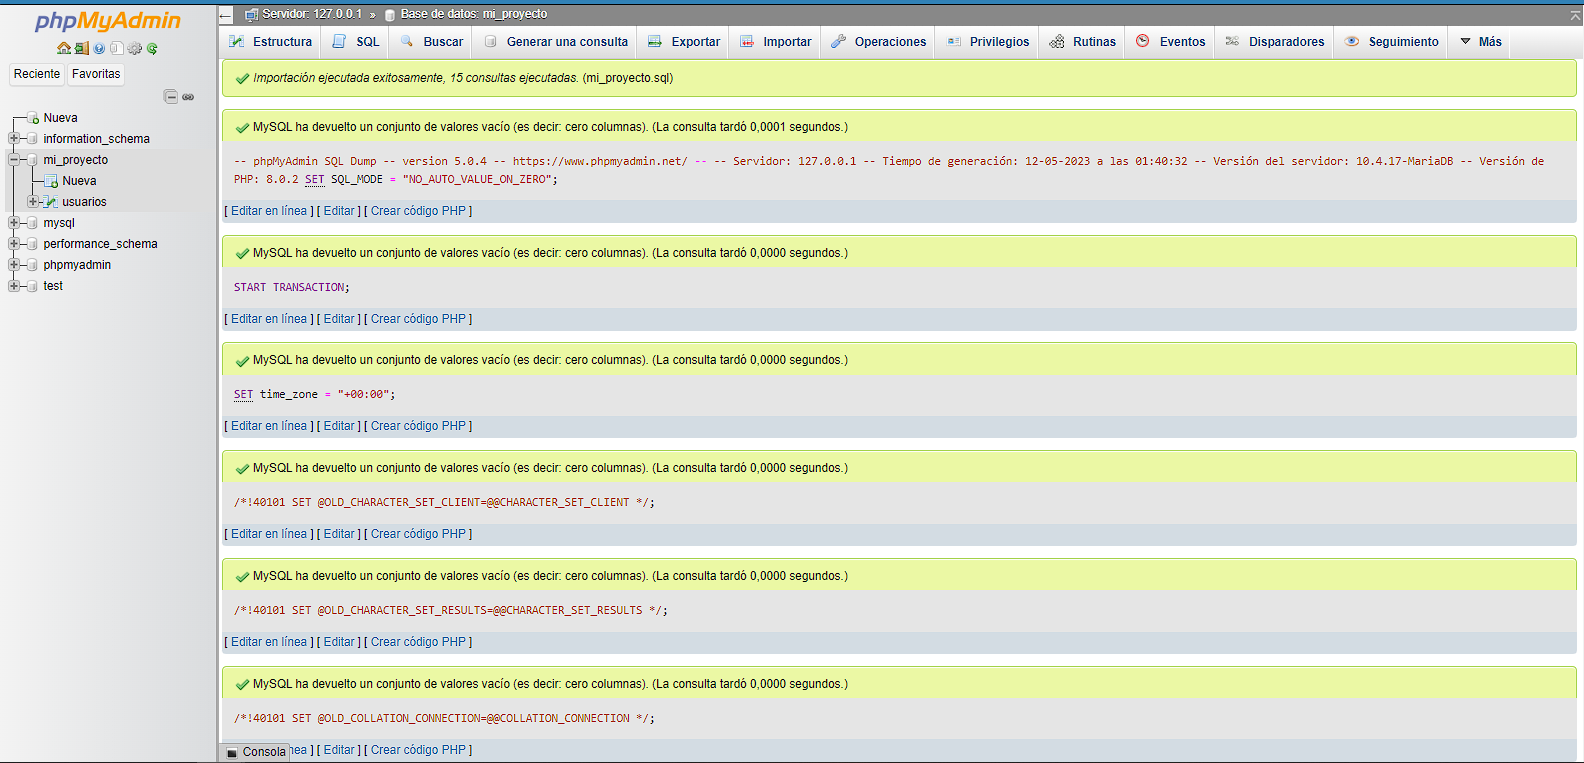 phpMyAdmin
Reciente Favoritas
Nueva
information_schema
mi_proyecto
Nueva
usuarios
mysql
performance_schema
phpmyadmin
test
Servidor: 127.0.0.1 » Base de datos: mi_proyecto
Estructura SQL Buscar Generar una consulta Exportar Importar Operaciones Privilegios Rutinas Eventos Disparadores Seguimiento Más
Importación ejecutada exitosamente, 15 consultas ejecutadas. (mi_proyecto.sql)
MySQL ha devuelto un conjunto de valores vacío (es decir: cero columnas). (La consulta tardó 0,0001 segundos.)
-- phpMyAdmin SQL Dump -- version 5.0.4 -- https://www.phpmyadmin.net/ -- -- Servidor: 127.0.0.1 -- Tiempo de generación: 12-05-2023 a las 01:40:32 -- Versión del servidor: 10.4.17-MariaDB -- Versión de
PHP: 8.0.2 SET SQL_MODE = "NO_AUTO_VALUE_ON_ZERO";
[ Editar en línea ] [ Editar ] [ Crear código PHP ]
MySQL ha devuelto un conjunto de valores vacío (es decir: cero columnas). (La consulta tardó 0,0000 segundos.)
START TRANSACTION;
[ Editar en línea ] [ Editar ] [ Crear código PHP ]
MySQL ha devuelto un conjunto de valores vacío (es decir: cero columnas). (La consulta tardó 0,0000 segundos.)
SET time_zone = "+00:00";
[ Editar en línea ] [ Editar ] [ Crear código PHP ]
MySQL ha devuelto un conjunto de valores vacío (es decir: cero columnas). (La consulta tardó 0,0000 segundos.)
/*!40101 SET @OLD_CHARACTER_SET_CLIENT=@@CHARACTER_SET_CLIENT */;
[ Editar en línea ] [ Editar ] [ Crear código PHP ]
MySQL ha devuelto un conjunto de valores vacío (es decir: cero columnas). (La consulta tardó 0,0000 segundos.)
/*!40101 SET @OLD_CHARACTER_SET_RESULTS=@@CHARACTER_SET_RESULTS */;
[ Editar en línea ] [ Editar ] [ Crear código PHP ]
MySQL ha devuelto un conjunto de valores vacío (es decir: cero columnas). (La consulta tardó 0,0000 segundos.)
/*!40101 SET @OLD_COLLATION_CONNECTION=@@COLLATION_CONNECTION */;
Consola nea ] [ Editar ] [ Crear código PHP ]